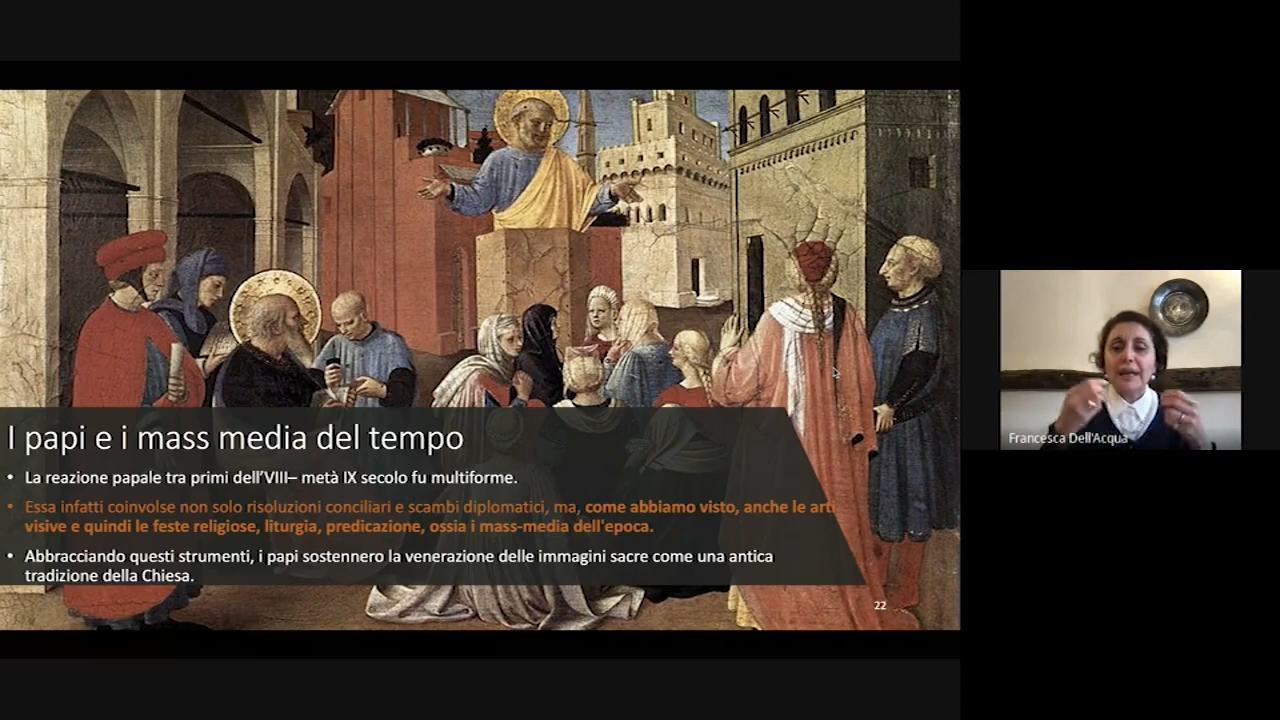 I papi e i mass media del tempo
• La reazione papale tra primi dell'VIII– metà IX secolo fu multiforme.
• Essa infatti coinvolse non solo risoluzioni conciliari e scambi diplomatici, ma, come abbiamo visto, anche le arti
visive e quindi le feste religiose, liturgia, predicazione, ossia i mass-media dell'epoca.
• Abbracciando questi strumenti, i papi sostennero la venerazione delle immagini sacre come una antica
tradizione della Chiesa.
22
Francesca Dell'Acqua